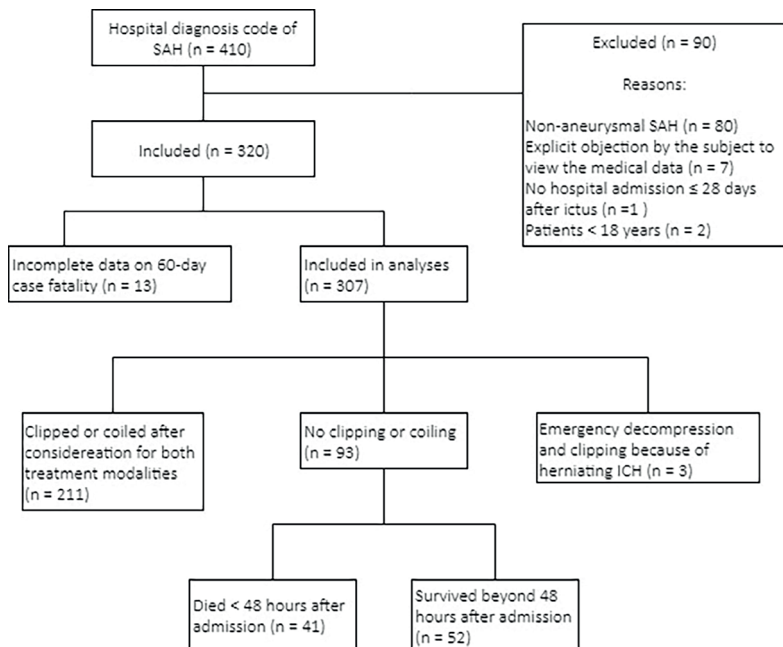 Hospital diagnosis code of
SAH (n = 410)
Excluded (n = 90)
Reasons:
Non-aneurysmal SAH (n = 80)
Explicit objection by the subject to
view the medical data (n = 7)
No hospital admission ≤ 28 days
after ictus (n =1 )
Patients < 18 years (n = 2)
Included (n = 320)
Incomplete data on 60-day
case fatality (n = 13)
Included in analyses
(n = 307)
Clipped or coiled after
considereation for both
treatment modalities
(n = 211)
No clipping or coiling
(n = 93)
Emergency decompression
and clipping because of
herniating ICH (n = 3)
Died < 48 hours after
admission (n = 41)
Survived beyond 48
hours after admission
(n = 52)